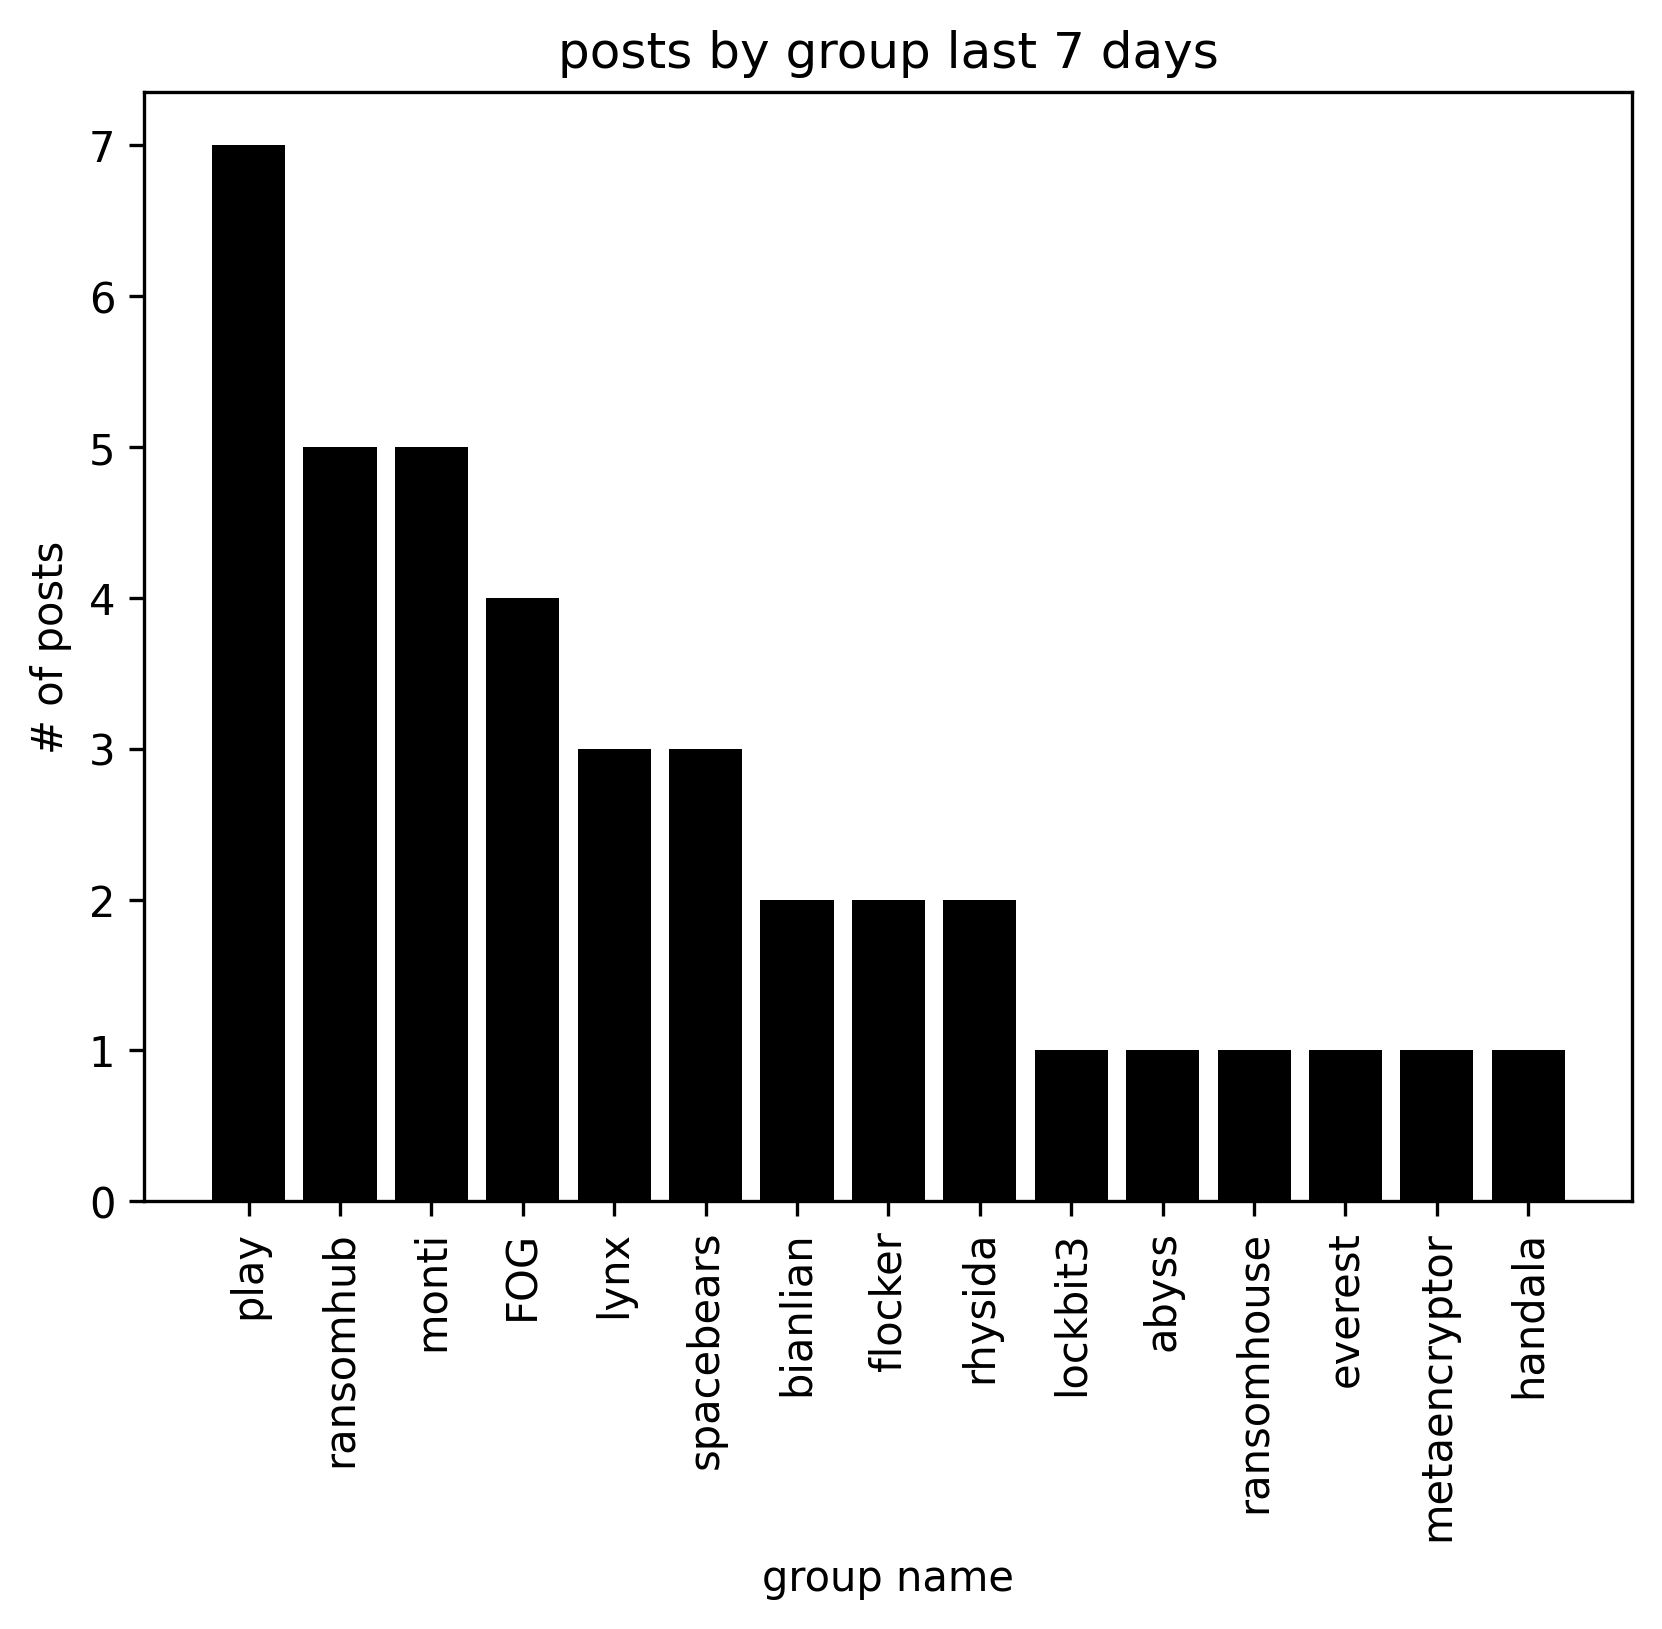 posts by group last 7 days
# of posts
7
6
5
4
3
2
1
0
play
ransomhub
monti
FOG
lynx
spacebears
bianlian
flocker
rhysida
lockbit3
abyss
ransomhouse
everest
metaencryptor
handala
group name